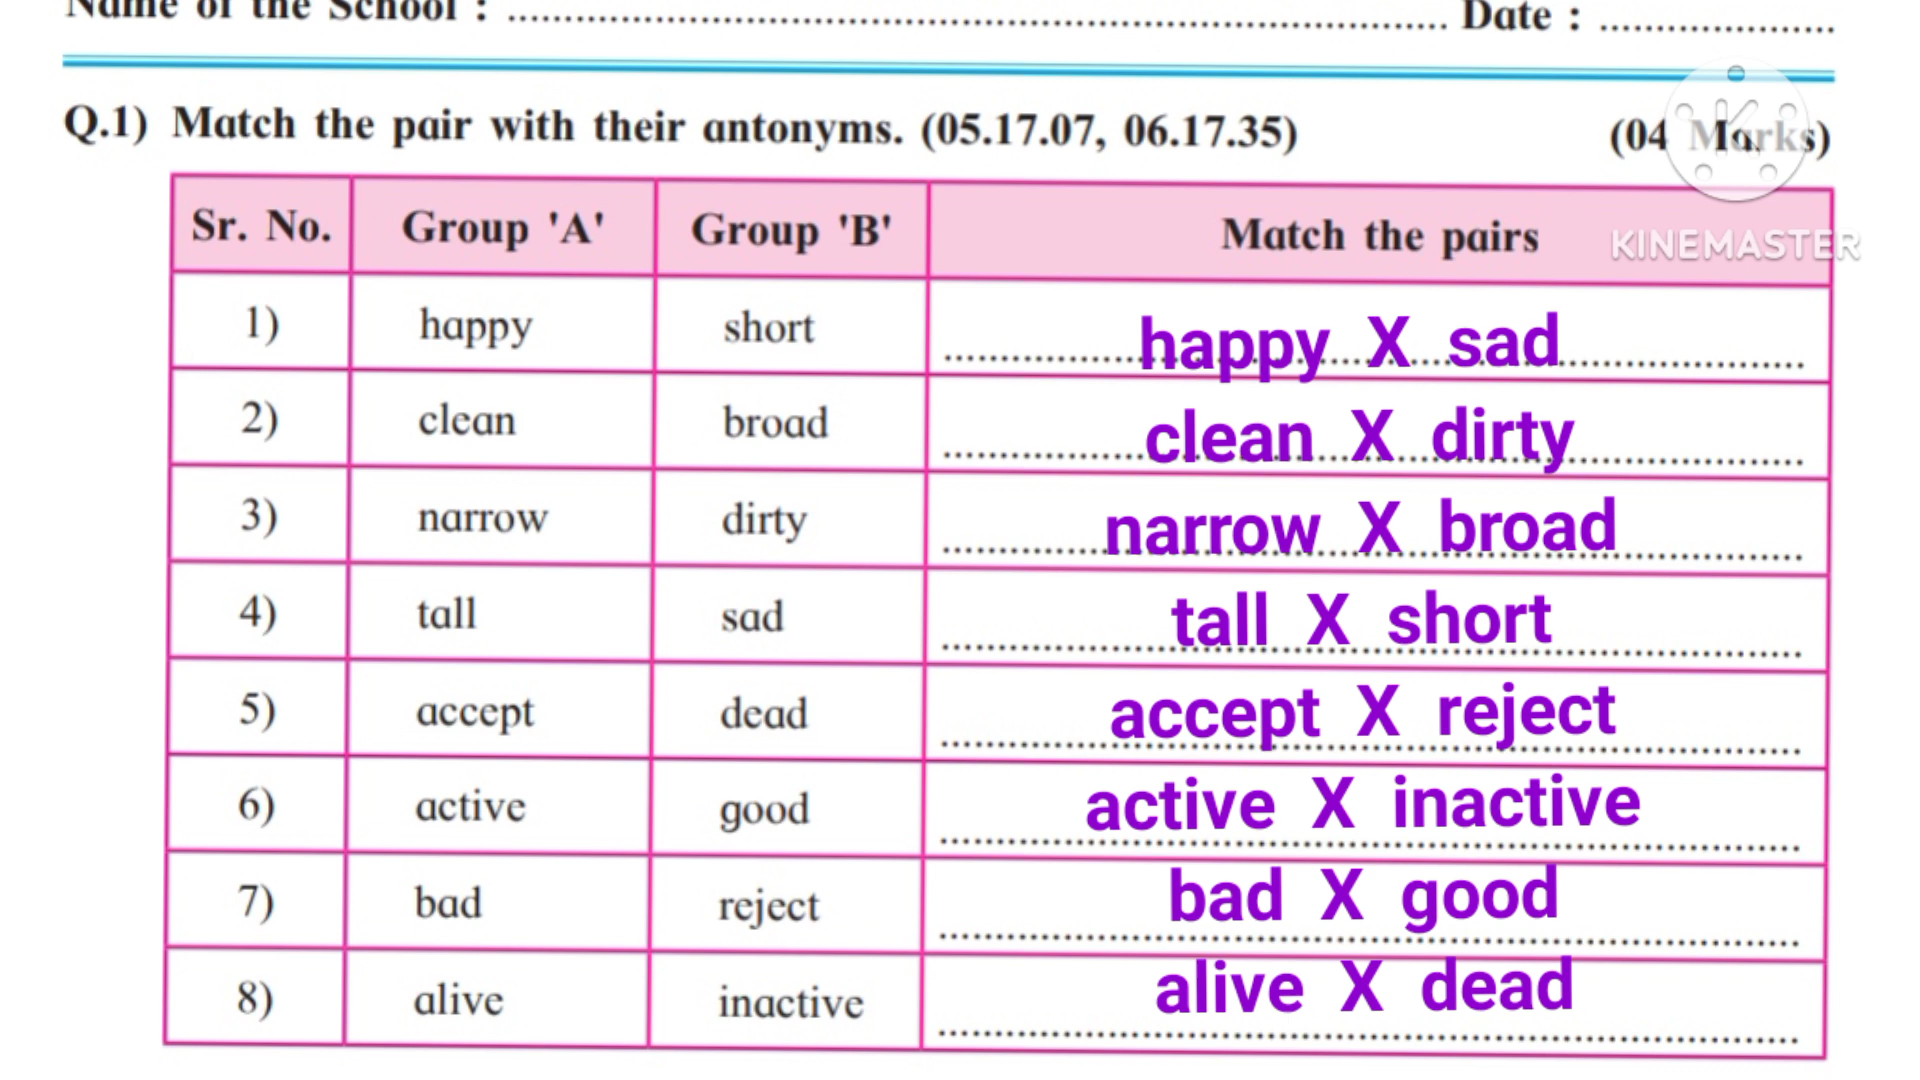 Name of the School : ........................ Date : ............
Q.1) Match the pair with their antonyms. (05.17.07, 06.17.35) (04 Marks)
Sr. No. Group 'A' Group 'B' Match the pairs
KINEMASTER
1) happy short happy X sad
2) clean broad clean X dirty
3) narrow dirty narrow X broad
4) tall sad tall X short
5) accept dead accept X reject
6) active good active X inactive
7) bad reject bad X good
8) alive inactive alive X dead